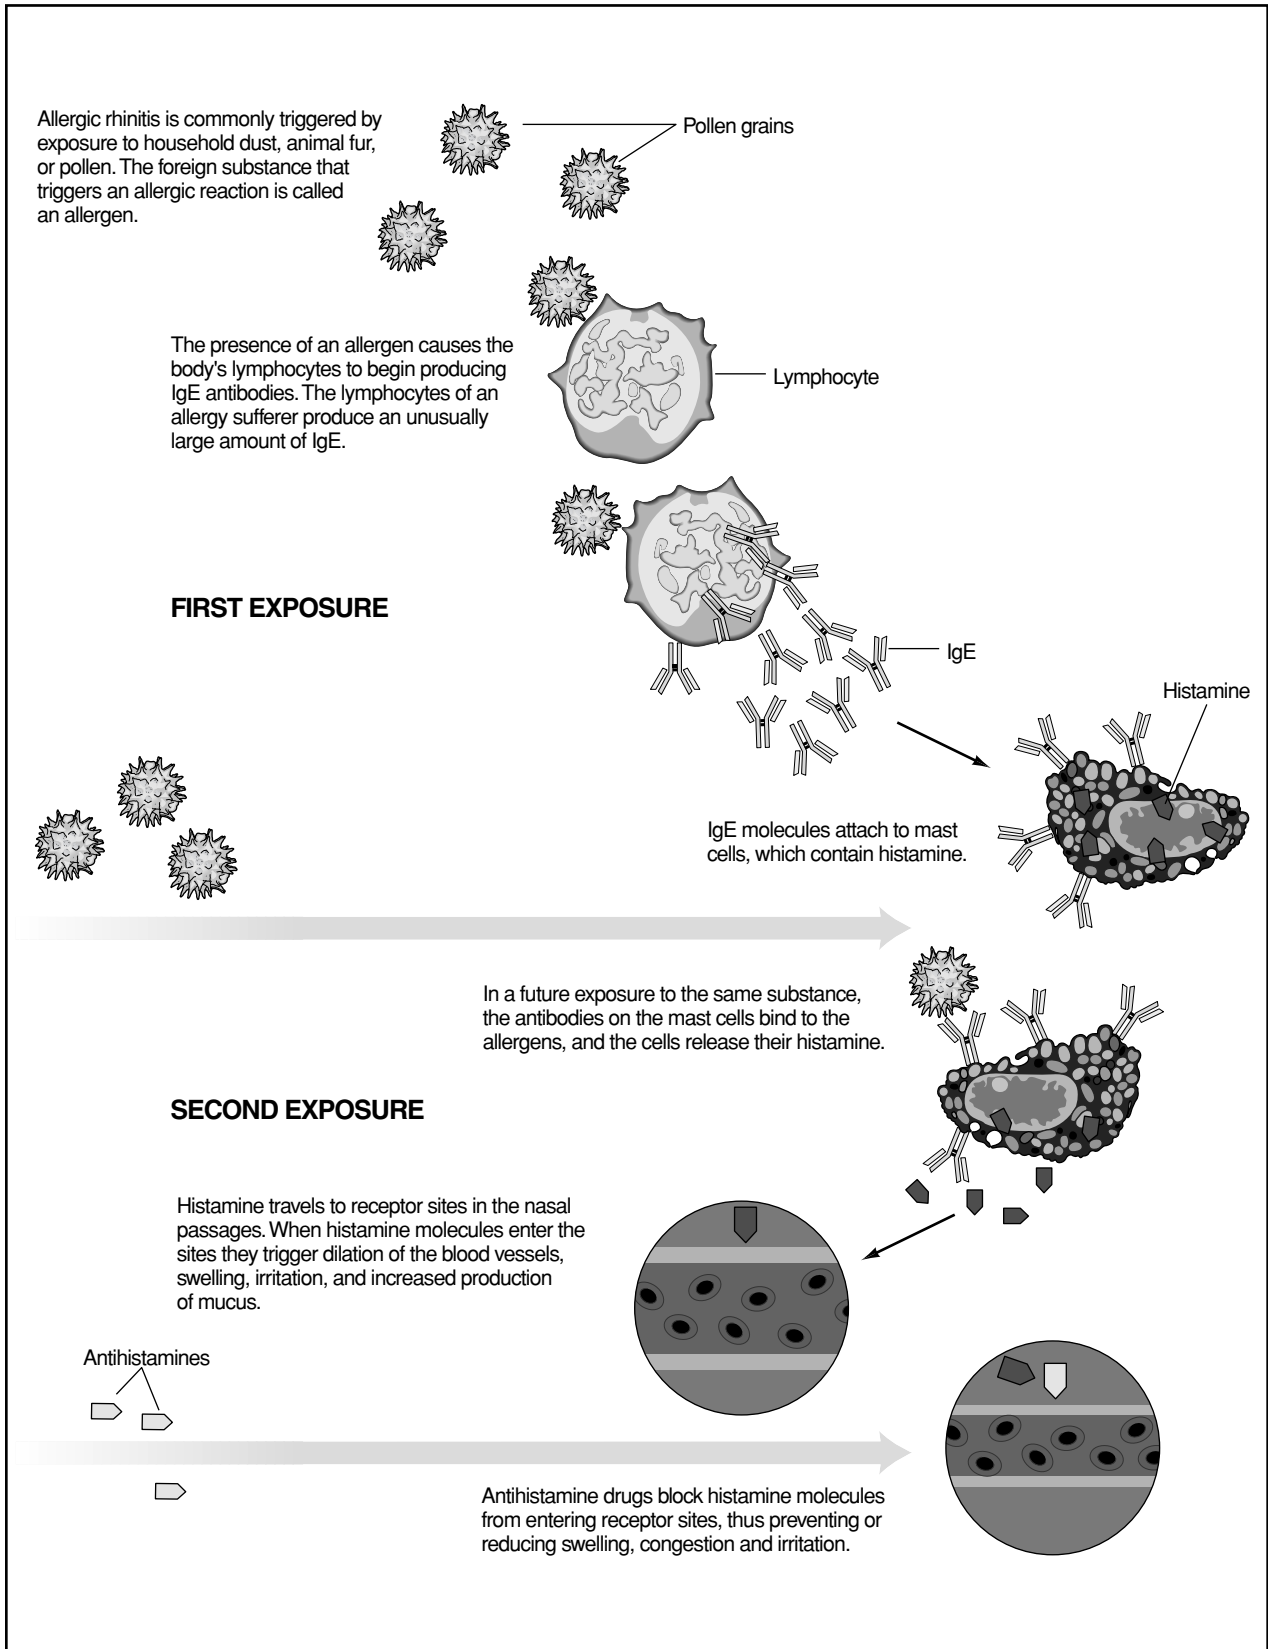 Allergic rhinitis is commonly triggered by
exposure to household dust, animal fur,
or pollen. The foreign substance that
triggers an allergic reaction is called
an allergen.
Pollen grains
The presence of an allergen causes the
body's lymphocytes to begin producing
IgE antibodies. The lymphocytes of an
allergy sufferer produce an unusually
large amount of IgE.
Lymphocyte
FIRST EXPOSURE
IgE
Histamine
IgE molecules attach to mast
cells, which contain histamine.
In a future exposure to the same substance,
the antibodies on the mast cells bind to the
allergens, and the cells release their histamine.
SECOND EXPOSURE
Histamine travels to receptor sites in the nasal
passages. When histamine molecules enter the
sites they trigger dilation of the blood vessels,
swelling, irritation, and increased production
of mucus.
Antihistamines
Antihistamine drugs block histamine molecules
from entering receptor sites, thus preventing or
reducing swelling, congestion and irritation.